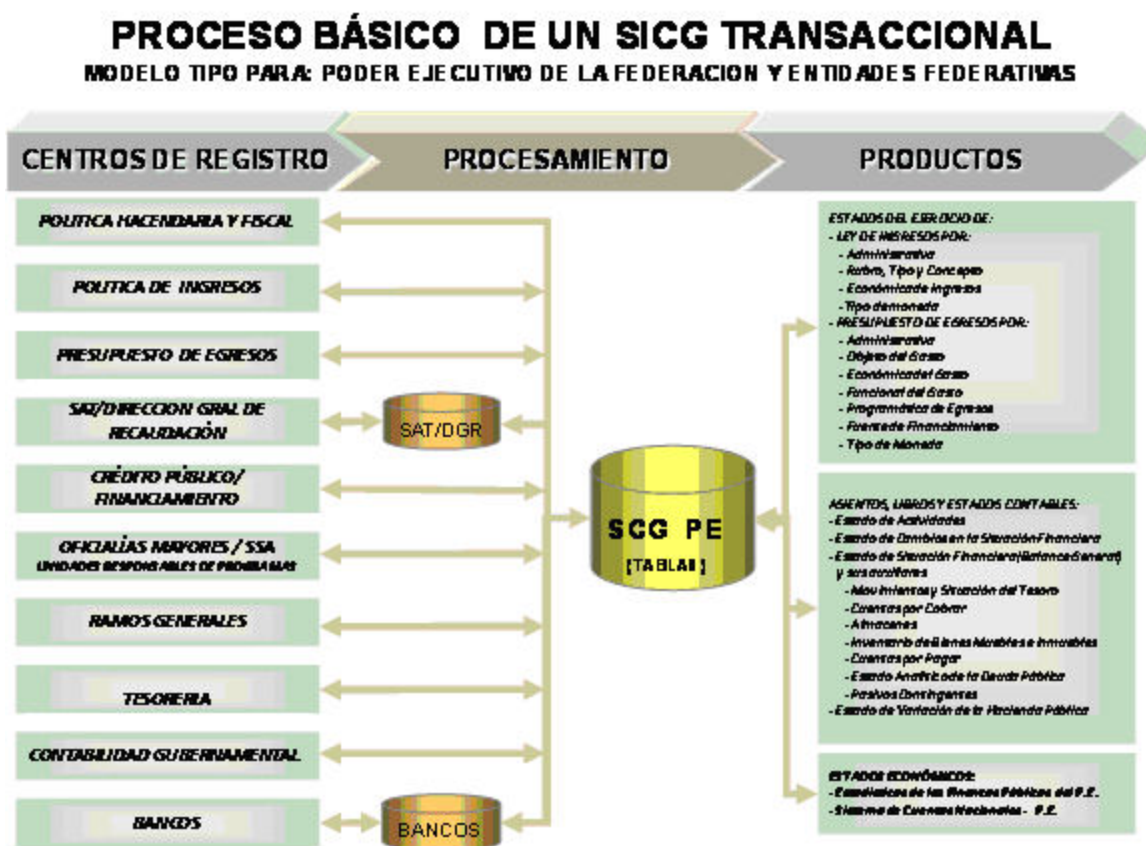 PROCESO BÁSICO DE UN SICG TRANSACCIONAL
MODELO TIPO PARA: PODER EJECUTIVO DE LA FEDERACION Y ENTIDADES FEDERATIVAS
CENTROS DE REGISTRO
PROCESAMIENTO
PRODUCTOS
POLITICA HACENDARIA Y FISCAL
POLITICA DE INGRESOS
PRESUPUESTO DE EGRESOS
SAT/DIRECCION GRAL DE
RECAUDACIÓN
CRÉDITO PÚBLICO/
FINANCIAMIENTO
OFICIALÍAS MAYORES / SSA
UNIDADES RESPONSABLES DE PROGRAMAS
RAMOS GENERALES
TESORERIA
CONTABILIDAD GUBERNAMENTAL
BANCOS
SAT/DGR
BANCOS
SCG PE
(TABLAS)
ESTADOS DEL EJERCICIO DE:
- LEY DE INGRESOS POR:
- Administrativa
- Rubro, Tipo y Concepto
- Económica de Ingresos
- Tipo de moneda
- PRESUPUESTO DE EGRESOS POR:
- Administrativa
- Objeto del Gasto
- Económica del Gasto
- Funcional del Gasto
- Programática de Egresos
- Fuente de Financiamiento
- Tipo de Moneda
ASIENTOS, LIBROS Y ESTADOS CONTABLES:
- Estado de Actividades
- Estado de Cambios en la Situación Financiera
- Estado de Situación Financiera (Balance General)
y sus auxiliares
- Movimientos y Situación del Tesoro
- Cuentas por Cobrar
- Almacenes
- Inventario de Bienes Muebles e Inmuebles
- Cuentas por Pagar
- Estado Analítico de la Deuda Pública
- Pasivos Contingentes
- Estado de Variación de la Hacienda Pública
ESTADOS ECONÓMICOS:
- Estadísticas de las Finanzas Públicas del P.E.
- Sistema de Cuentas Nacionales - P.E.